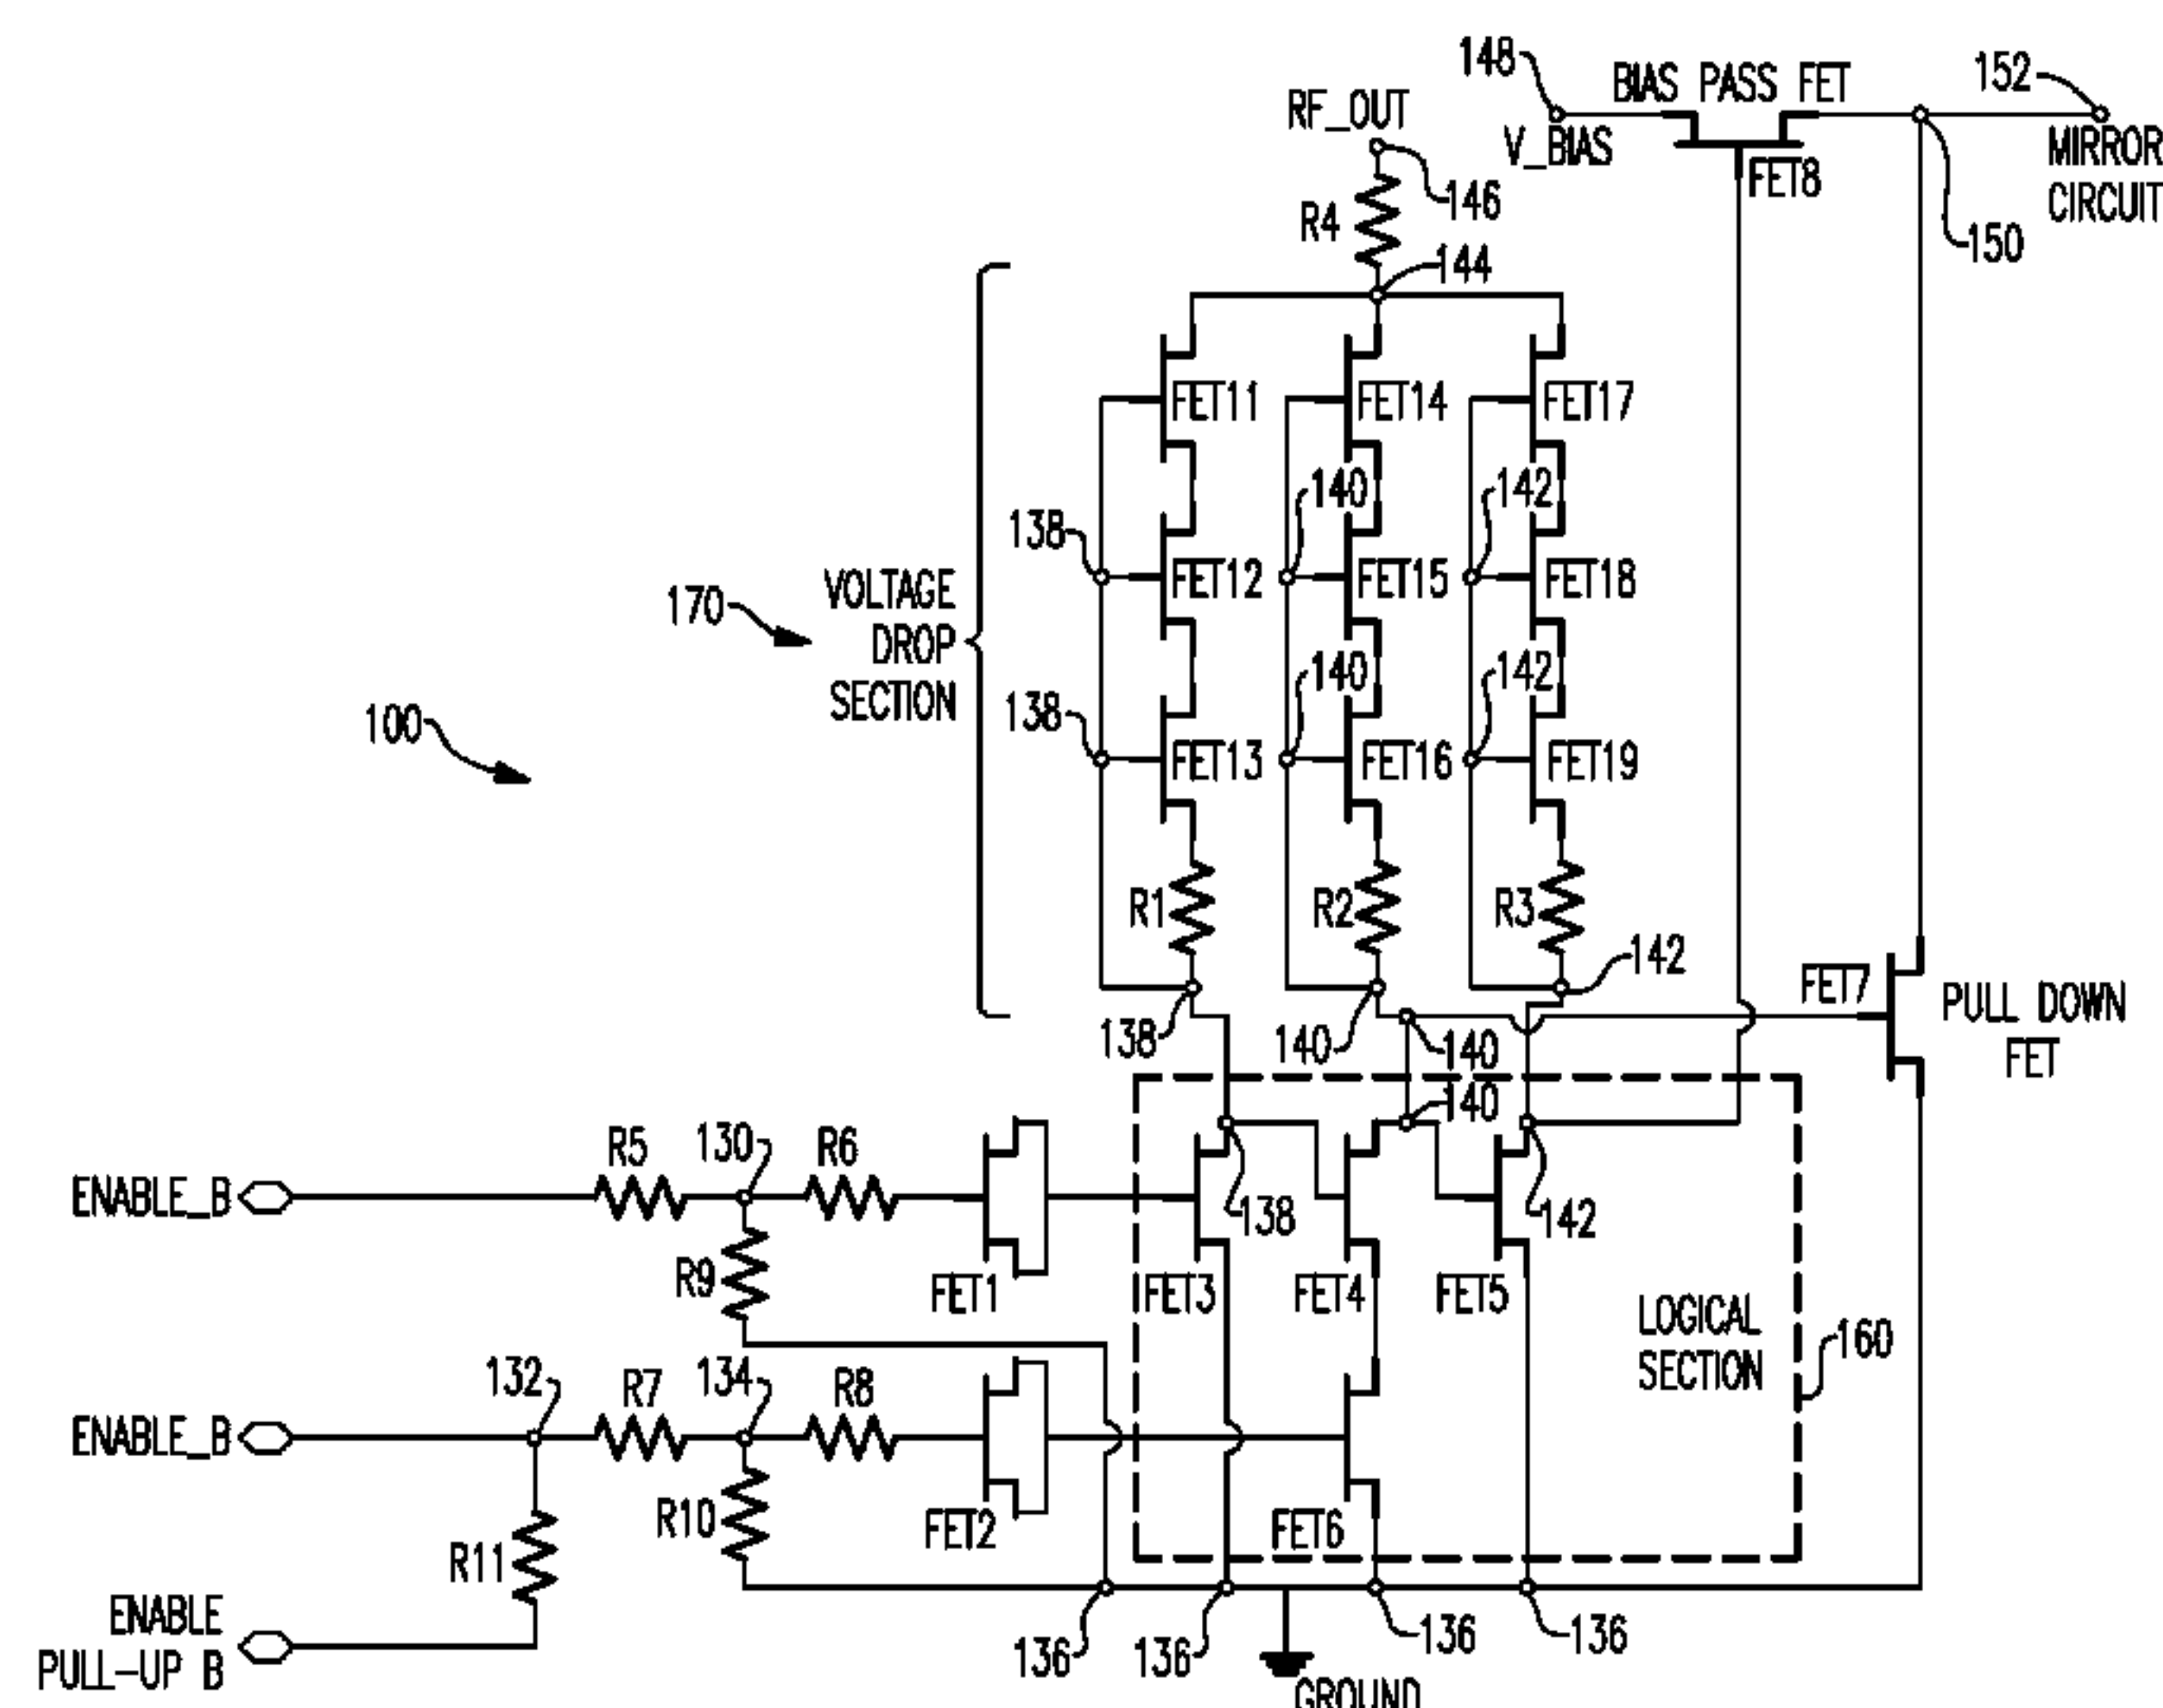 148
BIAS PASS FET
152
RF_OUT
V_BIAS
MIRROR
CIRCUIT
FET8
146
R4
150
144
FET11
FET14
FET17
138
140
142
FET12
FET15
FET18
170
VOLTAGE
DROP
SECTION
138
140
142
100
FET13
FET16
FET19
R1
R2
R3
142
FET7
PULL DOWN
FET
138
140
140
140
ENABLE_B
R5
130
R6
138
142
R9
FET1
FET3
FET4
FET5
LOGICAL
SECTION
160
ENABLE_B
132
R7
134
R8
R11
R10
FET2
FET6
ENABLE
PULL-UP B
136
136
136
136
GROUND